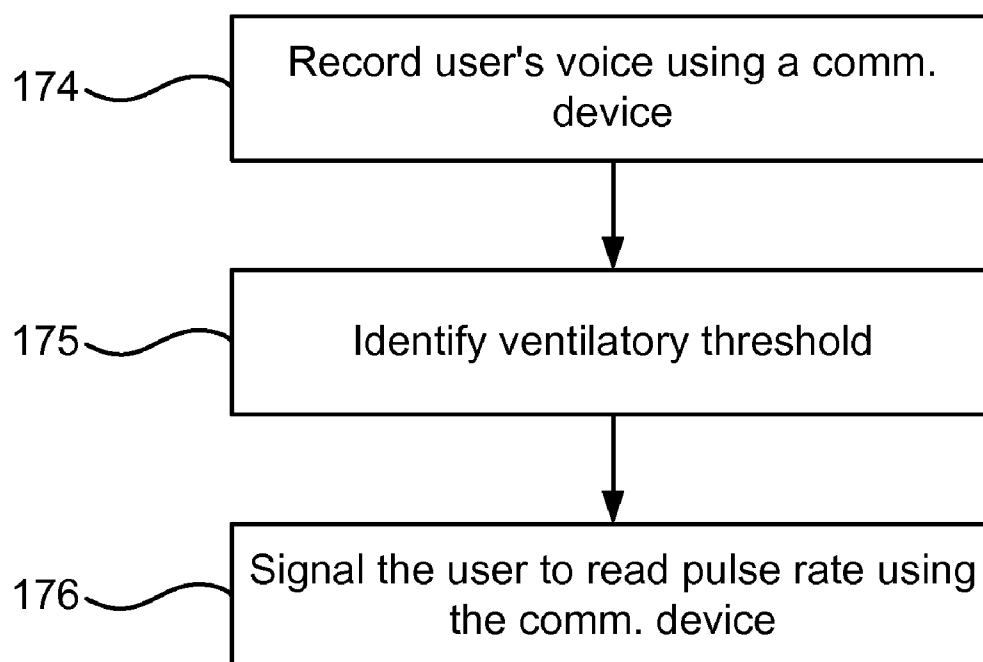 174
Record user's voice using a comm.
device
175
Identify ventilatory threshold
176
Signal the user to read pulse rate using
the comm. device